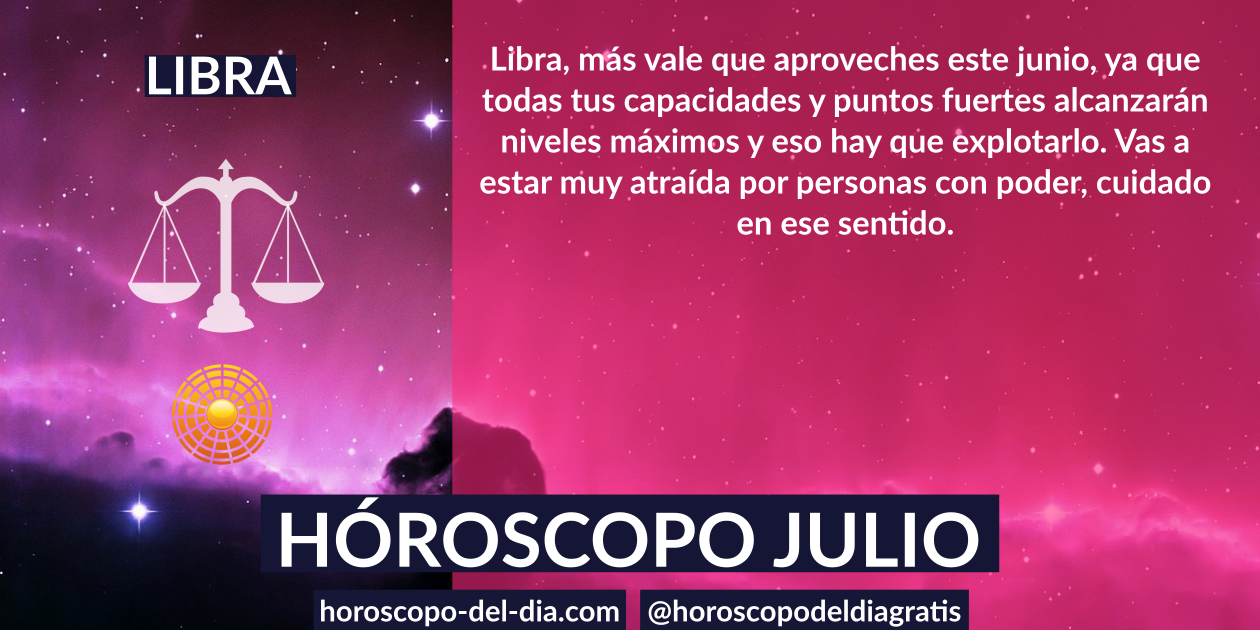 LIBRA
Libra, más vale que aproveches este junio, ya que
todas tus capacidades y puntos fuertes alcanzarán
niveles máximos y eso hay que explotarlo. Vas a
estar muy atraída por personas con poder, cuidado
en ese sentido.
HÓROSCOPO JULIO
horoscopo-del-dia.com
@horoscopodeldiagratis